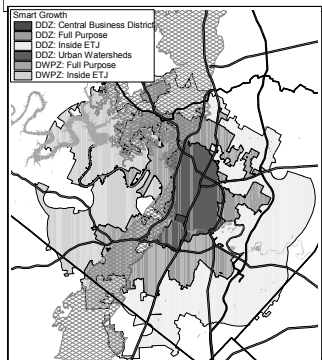 Smart Growth
DDZ: Central Business District
DDZ: Full Purpose
DDZ: Inside ETJ
DDZ: Urban Watersheds
DWPZ: Full Purpose
DWPZ: Inside ETJ